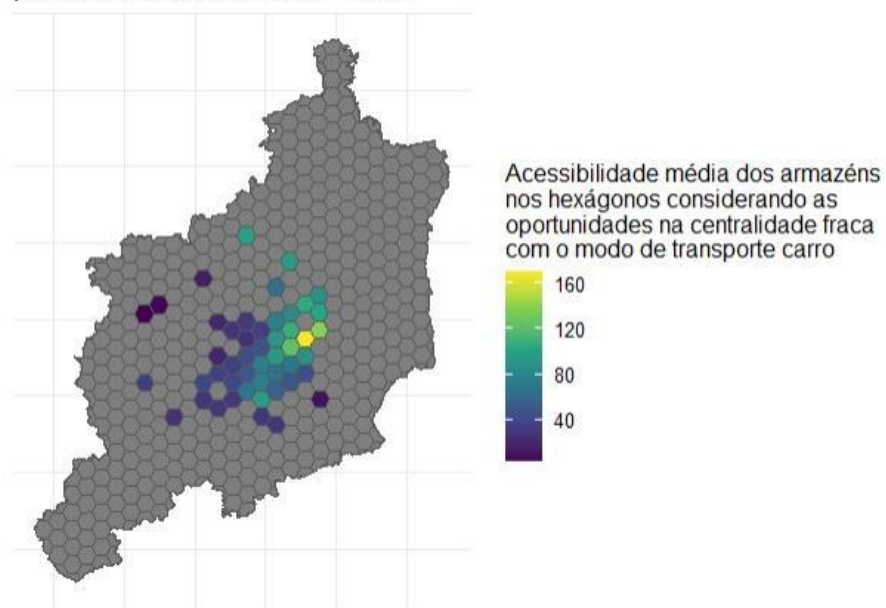 Acessibilidade média dos armazéns
nos hexágonos considerando as
oportunidades na centralidade fraca
com o modo de transporte carro
160
120
80
40